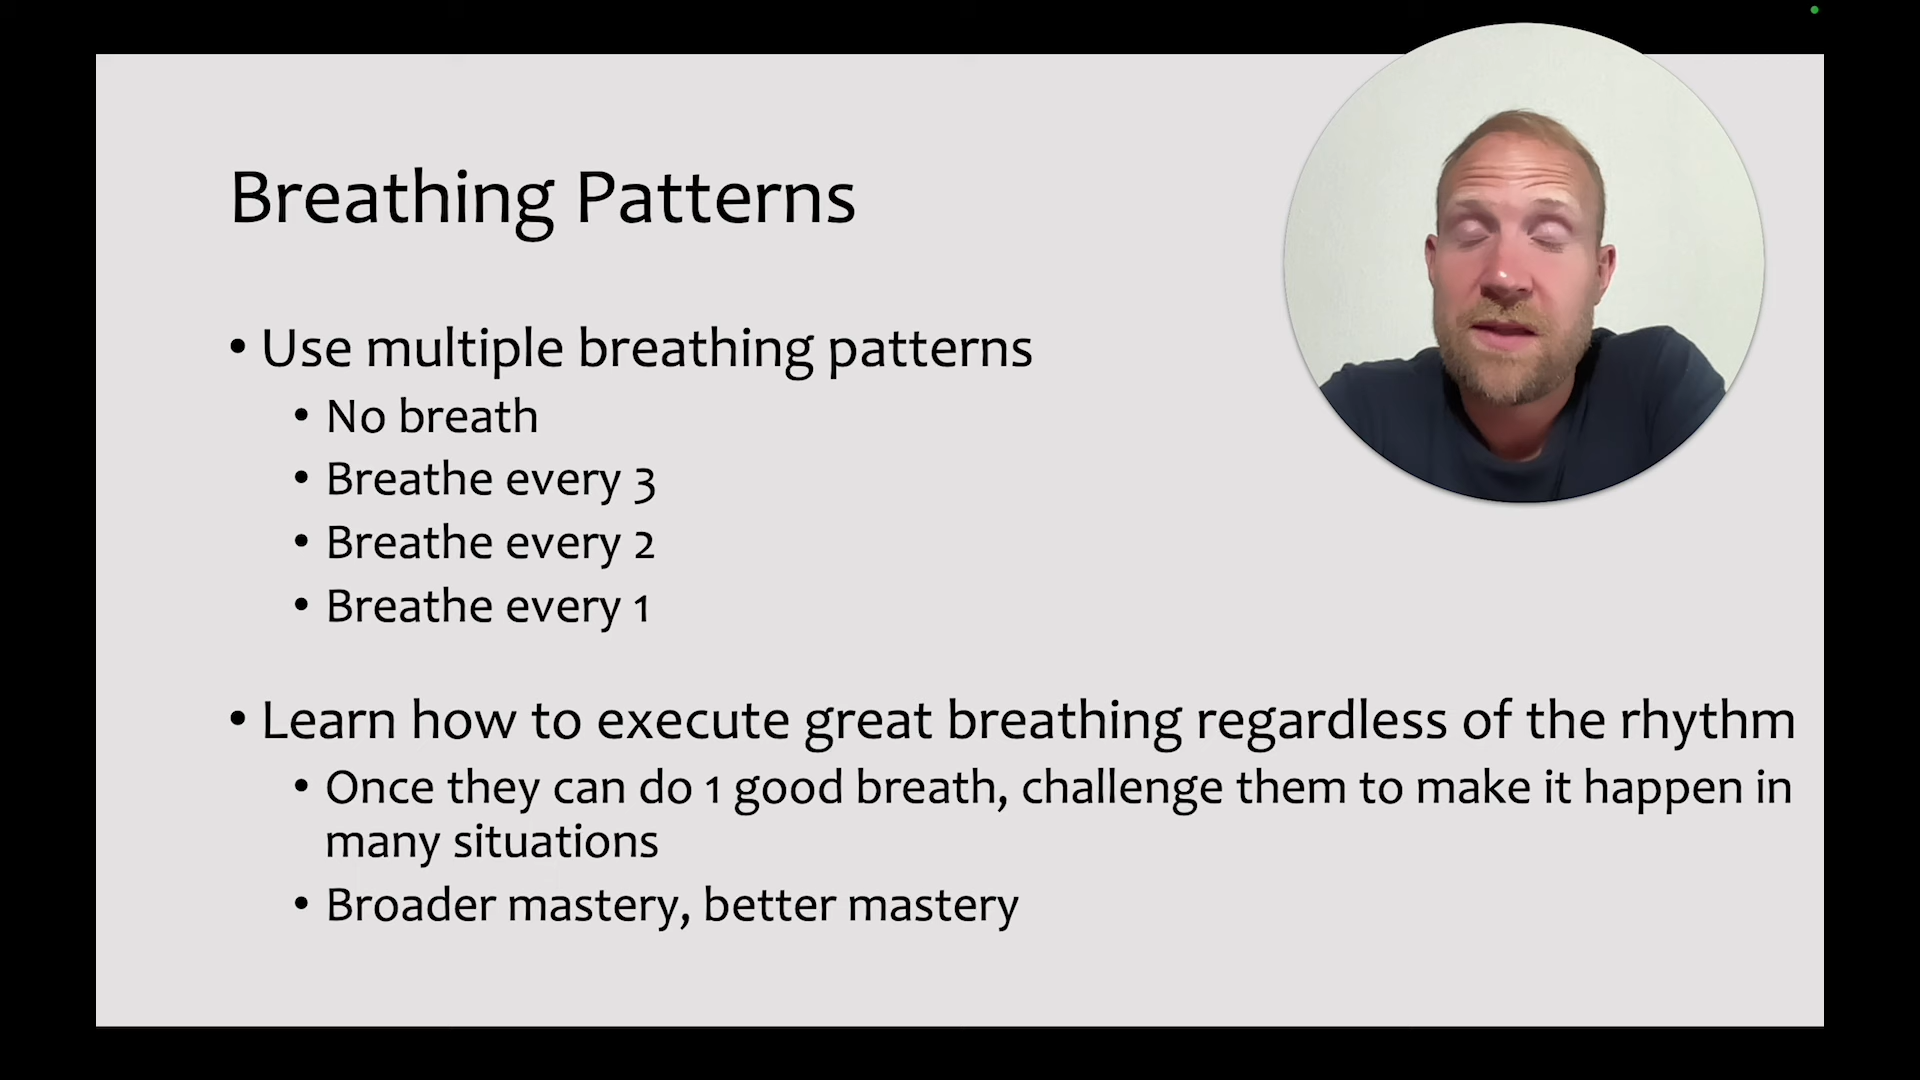 Breathing Patterns
• Use multiple breathing patterns
• No breath
• Breathe every 3
• Breathe every 2
• Breathe every 1
• Learn how to execute great breathing regardless of the rhythm
• Once they can do 1 good breath, challenge them to make it happen in
many situations
• Broader mastery, better mastery